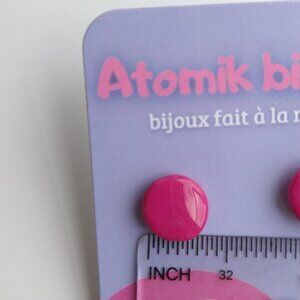 Atomik bi
bijoux fait à la
INCH 32